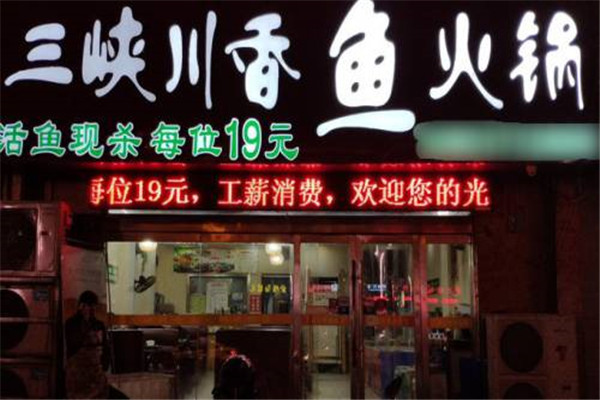 三峡川香鱼火锅
活鱼现杀 每位19元
每位19元，工薪消费，欢迎您的光